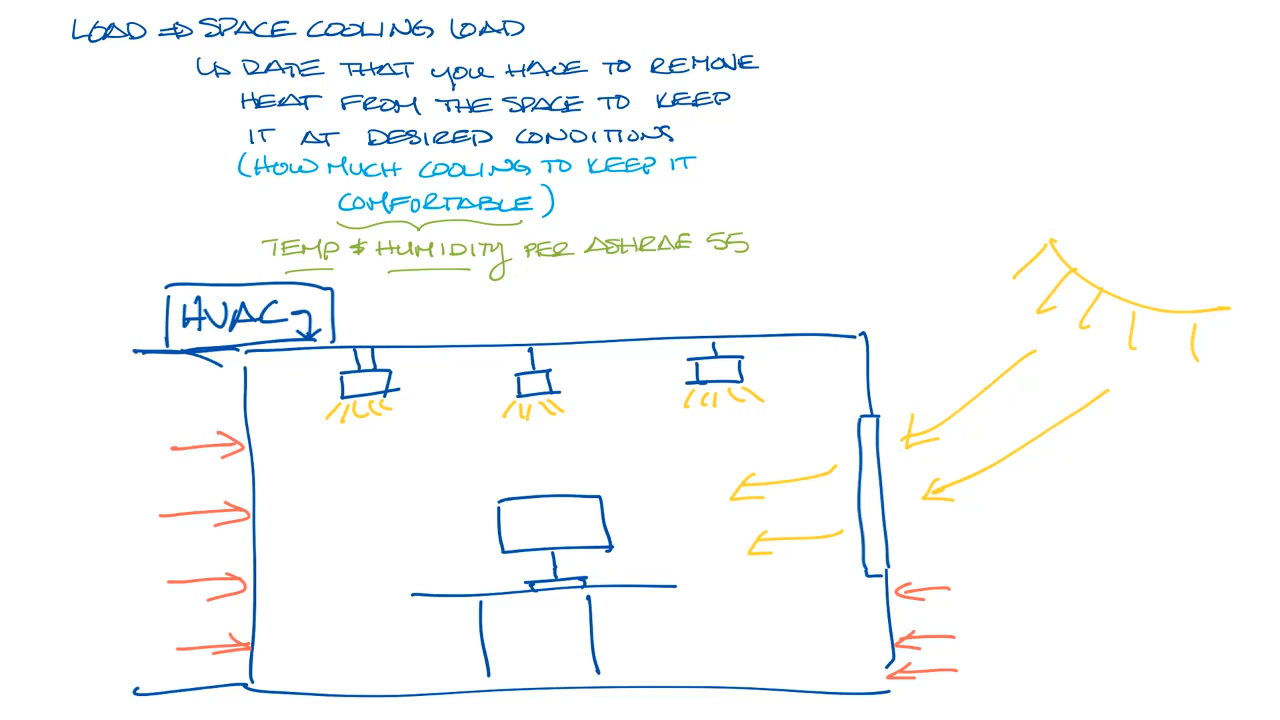 LOAD ⇒ SPACE COOLING LOAD
↳ RATE THAT YOU HAVE TO REMOVE
HEAT FROM THE SPACE TO KEEP
IT AT DESIRED CONDITIONS
(HOW MUCH COOLING TO KEEP IT
COMFORTABLE)
TEMP & HUMIDITY PER ASHRAE 55
HVAC